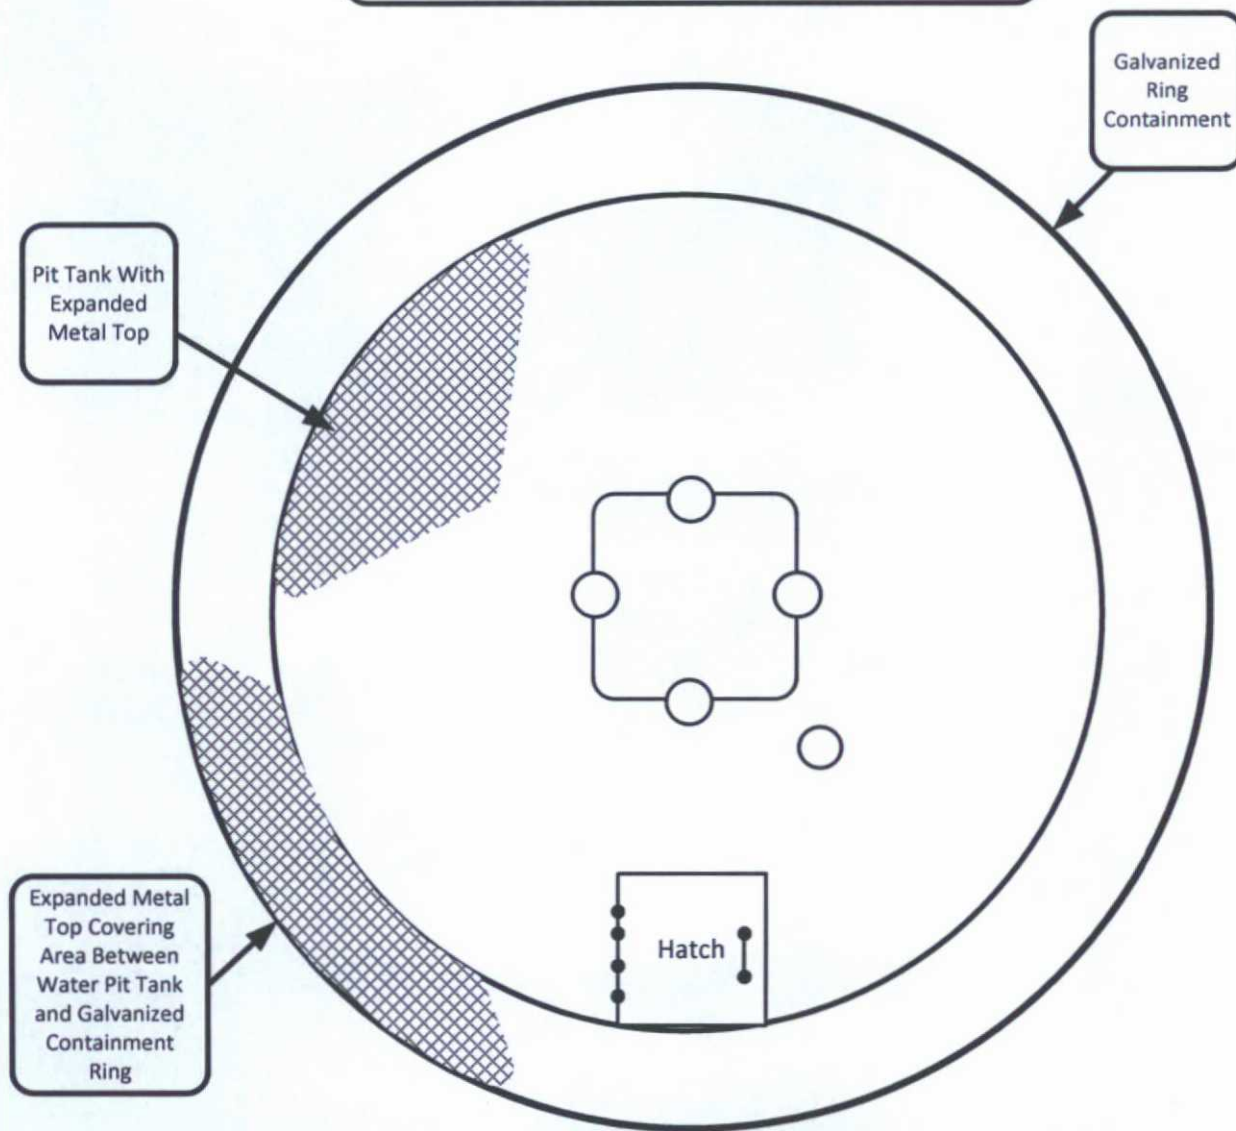 Galvanized
Ring
Containment
Pit Tank With
Expanded
Metal Top
Expanded Metal
Top Covering
Area Between
Water Pit Tank
and Galvanized
Containment
Ring
Hatch